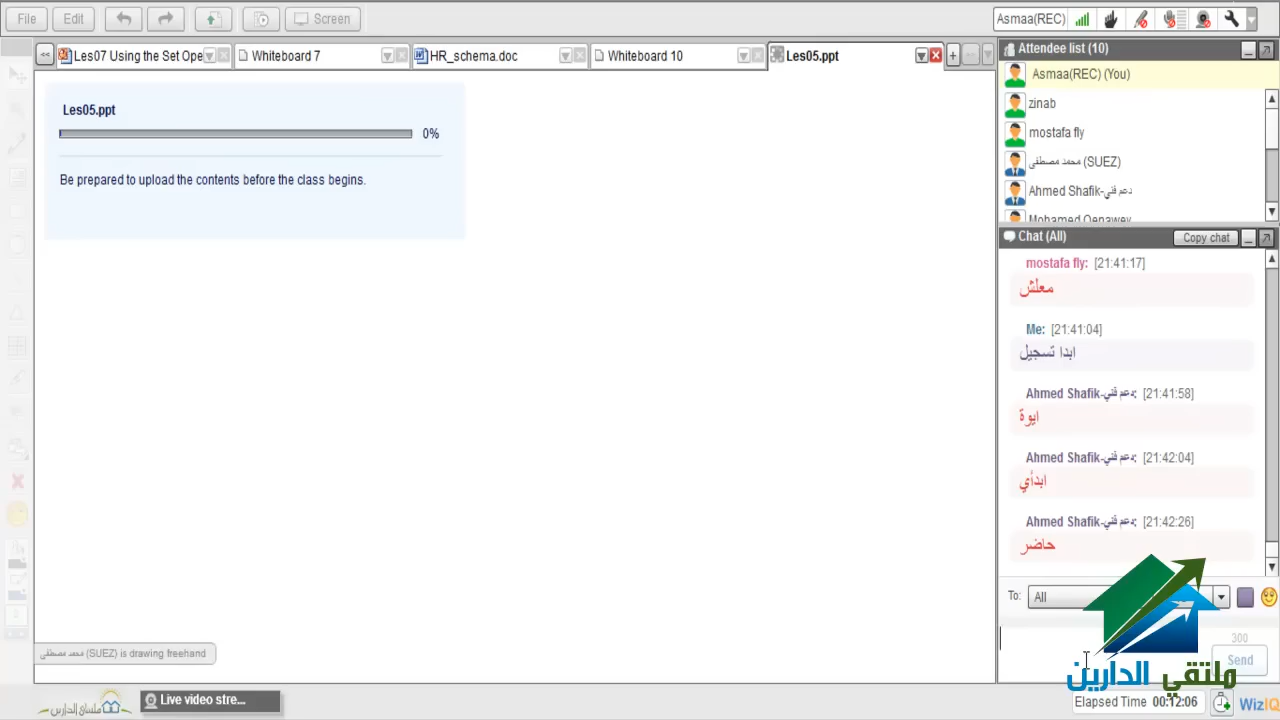 File Edit Screen Asmaa(REC)
Les07 Using the Set Ope Whiteboard 7 HR_schema.doc Whiteboard 10 Les05.ppt
Les05.ppt
0%
Be prepared to upload the contents before the class begins.
محمد مصطفى (SUEZ) is drawing freehand
Attendee list (10)
Asmaa(REC) (You)
zinab
mostafa fly
محمد مصطفى (SUEZ)
Ahmed Shafik-دعم فني
Mohamed Qenawey
Chat (All) Copy chat
mostafa fly: [21:41:17]
معلش
Me: [21:41:04]
ابدا تسجيل
Ahmed Shafik-دعم فني: [21:41:58]
ايوة
Ahmed Shafik-دعم فني: [21:42:04]
ابدأي
Ahmed Shafik-دعم فني: [21:42:26]
حاضر
To: All
300
Send
ملتقي الدارين
ملتقى الدارين
Live video stre...
Elapsed Time 00:12:06
WizIQ